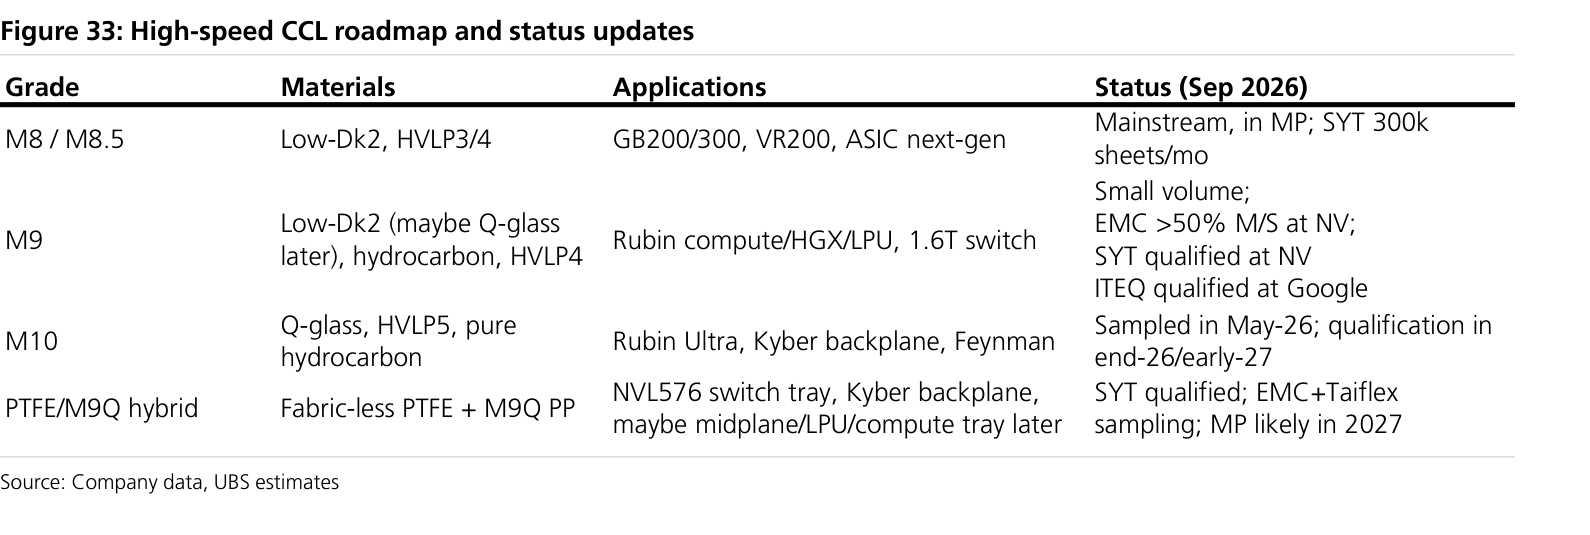 Figure 33: High-speed CCL roadmap and status updates
Grade Materials Applications Status (Sep 2026)
M8 / M8.5 Low-Dk2, HVLP3/4 GB200/300, VR200, ASIC next-gen Mainstream, in MP; SYT 300k
sheets/mo
M9 Low-Dk2 (maybe Q-glass
later), hydrocarbon, HVLP4 Rubin compute/HGX/LPU, 1.6T switch Small volume;
EMC >50% M/S at NV;
SYT qualified at NV
ITEQ qualified at Google
M10 Q-glass, HVLP5, pure
hydrocarbon Rubin Ultra, Kyber backplane, Feynman Sampled in May-26; qualification in
end-26/early-27
PTFE/M9Q hybrid Fabric-less PTFE + M9Q PP NVL576 switch tray, Kyber backplane,
maybe midplane/LPU/compute tray later SYT qualified; EMC+Taiflex
sampling; MP likely in 2027
Source: Company data, UBS estimates